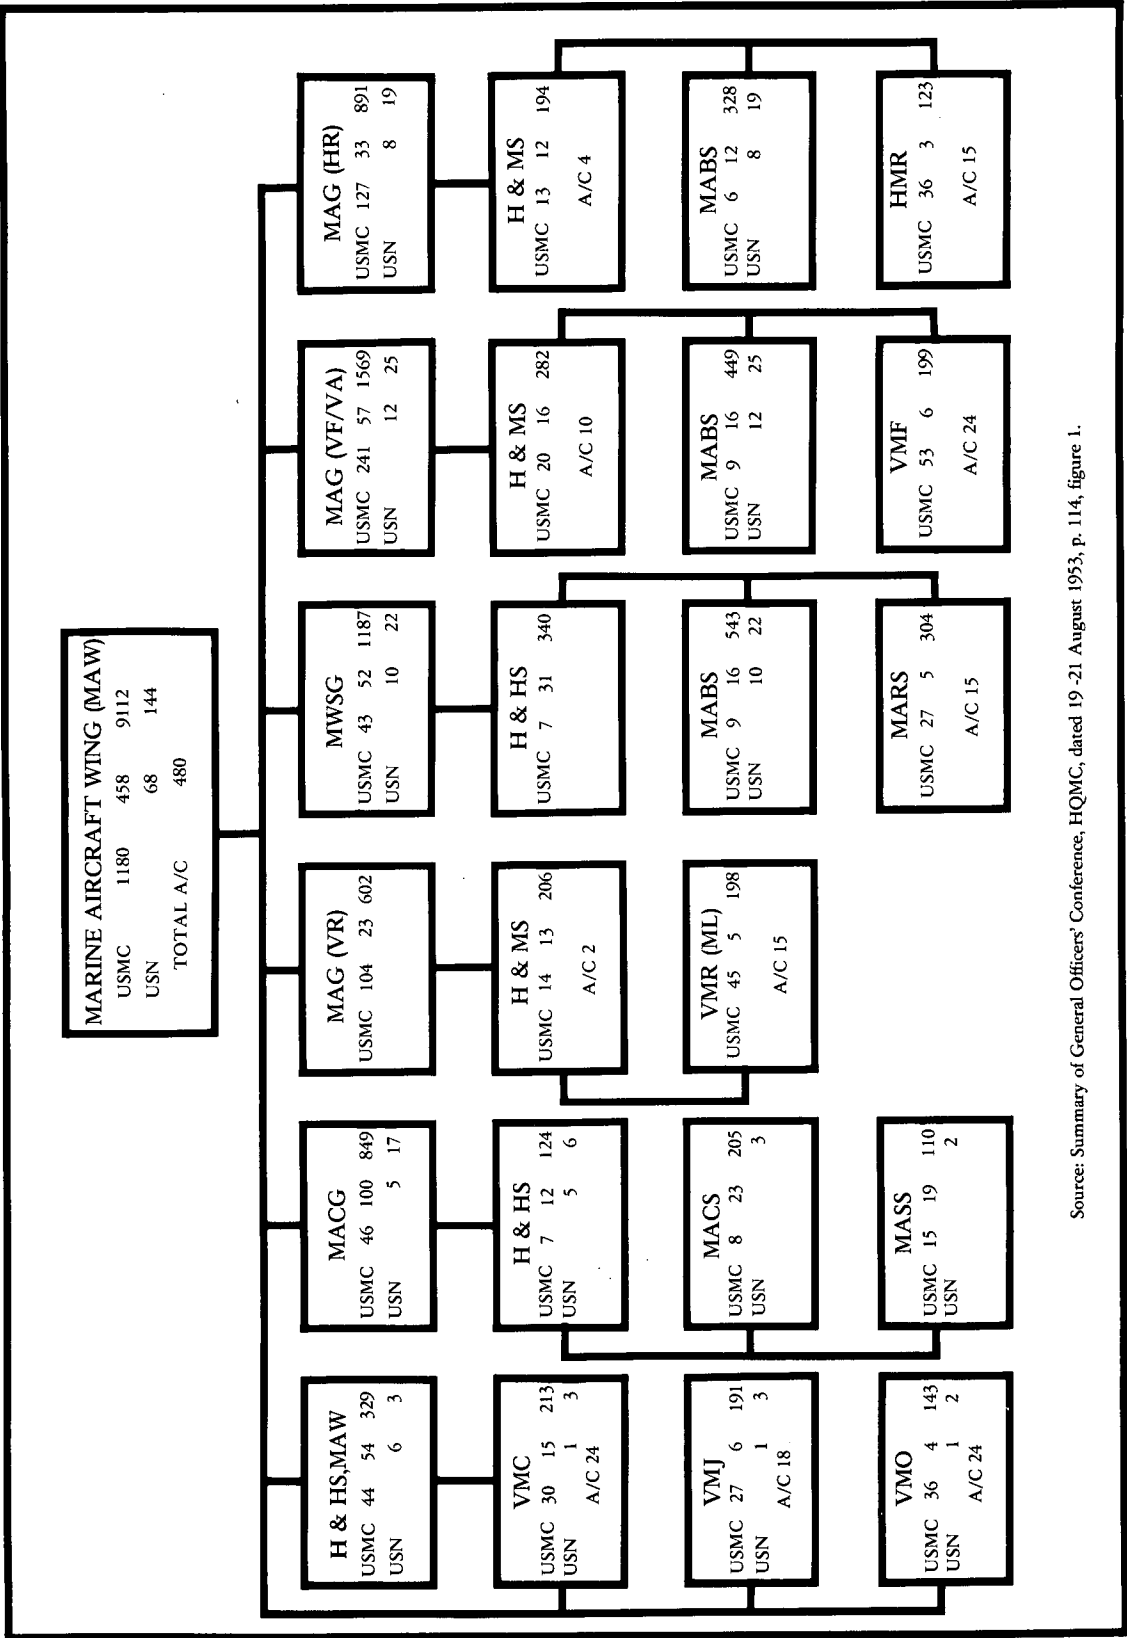 MARINE AIRCRAFT WING (MAW)
USMC 1180 458 9112
USN 68 144
TOTAL A/C 480
H & HS,MAW
USMC 44 54 329
USN 6 3
MACG
USMC 46 100 849
USN 5 17
MAG (VR)
USMC 104 23 602
MWSG
USMC 43 52 1187
USN 10 22
MAG (VF/VA)
USMC 241 57 1569
USN 12 25
MAG (HR)
USMC 127 33 891
USN 8 19
VMC
USMC 30 15 213
USN 1 3
A/C 24
H & HS
USMC 7 12 124
USN 5 6
H & MS
USMC 14 13 206
A/C 2
H & HS
USMC 7 31 340
H & MS
USMC 20 16 282
A/C 10
H & MS
USMC 13 12 194
A/C 4
VMJ
USMC 27 6 191
USN 1 3
A/C 18
MACS
USMC 8 23 205
USN 3
VMR (ML)
USMC 45 5 198
A/C 15
MABS
USMC 9 16 543
USN 10 22
MABS
USMC 9 16 449
USN 12 25
MABS
USMC 6 12 328
USN 8 19
VMO
USMC 36 4 143
USN 1 2
A/C 24
MASS
USMC 15 19 110
USN 2
MARS
USMC 27 5 304
A/C 15
VMF
USMC 53 6 199
A/C 24
HMR
USMC 36 3 123
A/C 15
Source: Summary of General Officers' Conference, HQMC, dated 19 -21 August 1953, p. 114, figure 1.